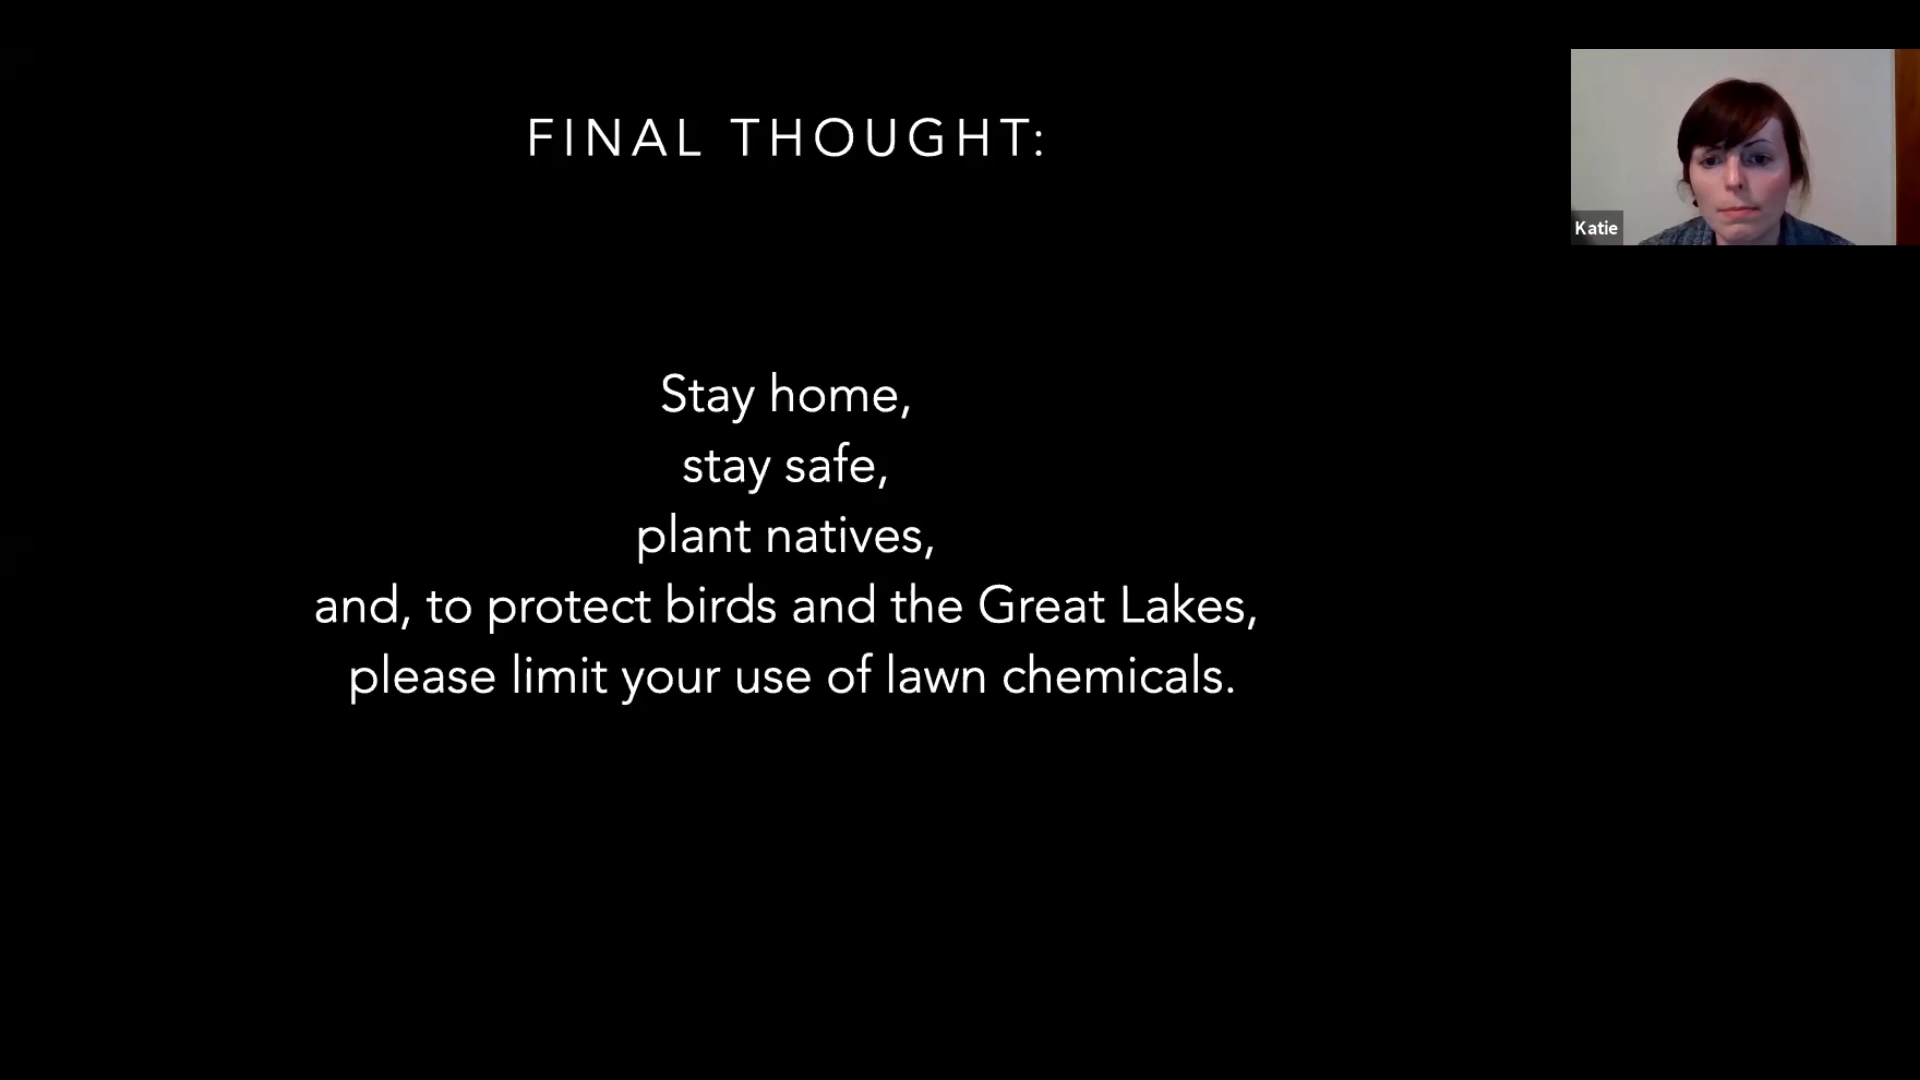 FINAL THOUGHT:
Katie
Stay home,
stay safe,
plant natives,
and, to protect birds and the Great Lakes,
please limit your use of lawn chemicals.